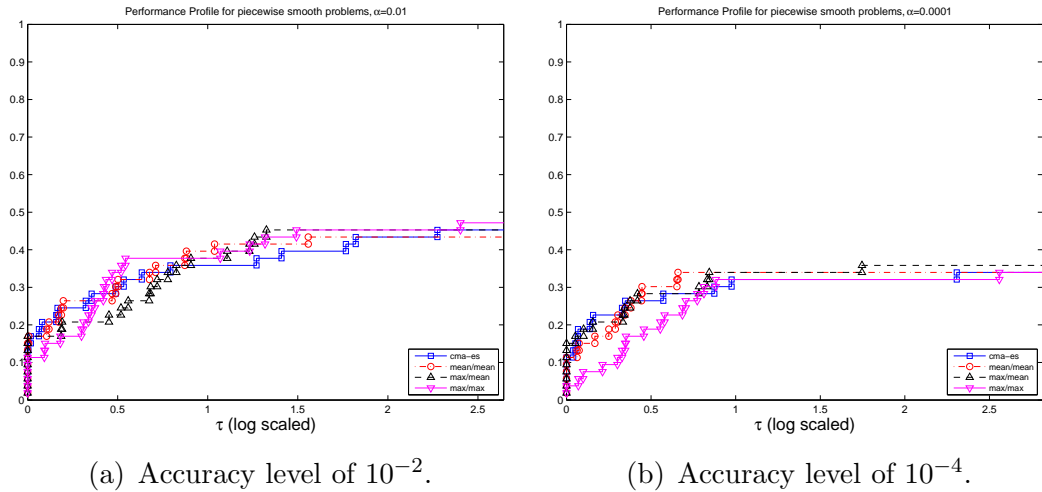 Performance Profile for piecewise smooth problems, α=0.01
1
0.9
0.8
0.7
0.6
0.5
0.4
0.3
0.2
0.1
0
0
0.5
1
1.5
2
2.5
τ (log scaled)
cma-es
mean/mean
max/mean
max/max
(a) Accuracy level of 10⁻².
Performance Profile for piecewise smooth problems, α=0.0001
1
0.9
0.8
0.7
0.6
0.5
0.4
0.3
0.2
0.1
0
0
0.5
1
1.5
2
2.5
τ (log scaled)
cma-es
mean/mean
max/mean
max/max
(b) Accuracy level of 10⁻⁴.